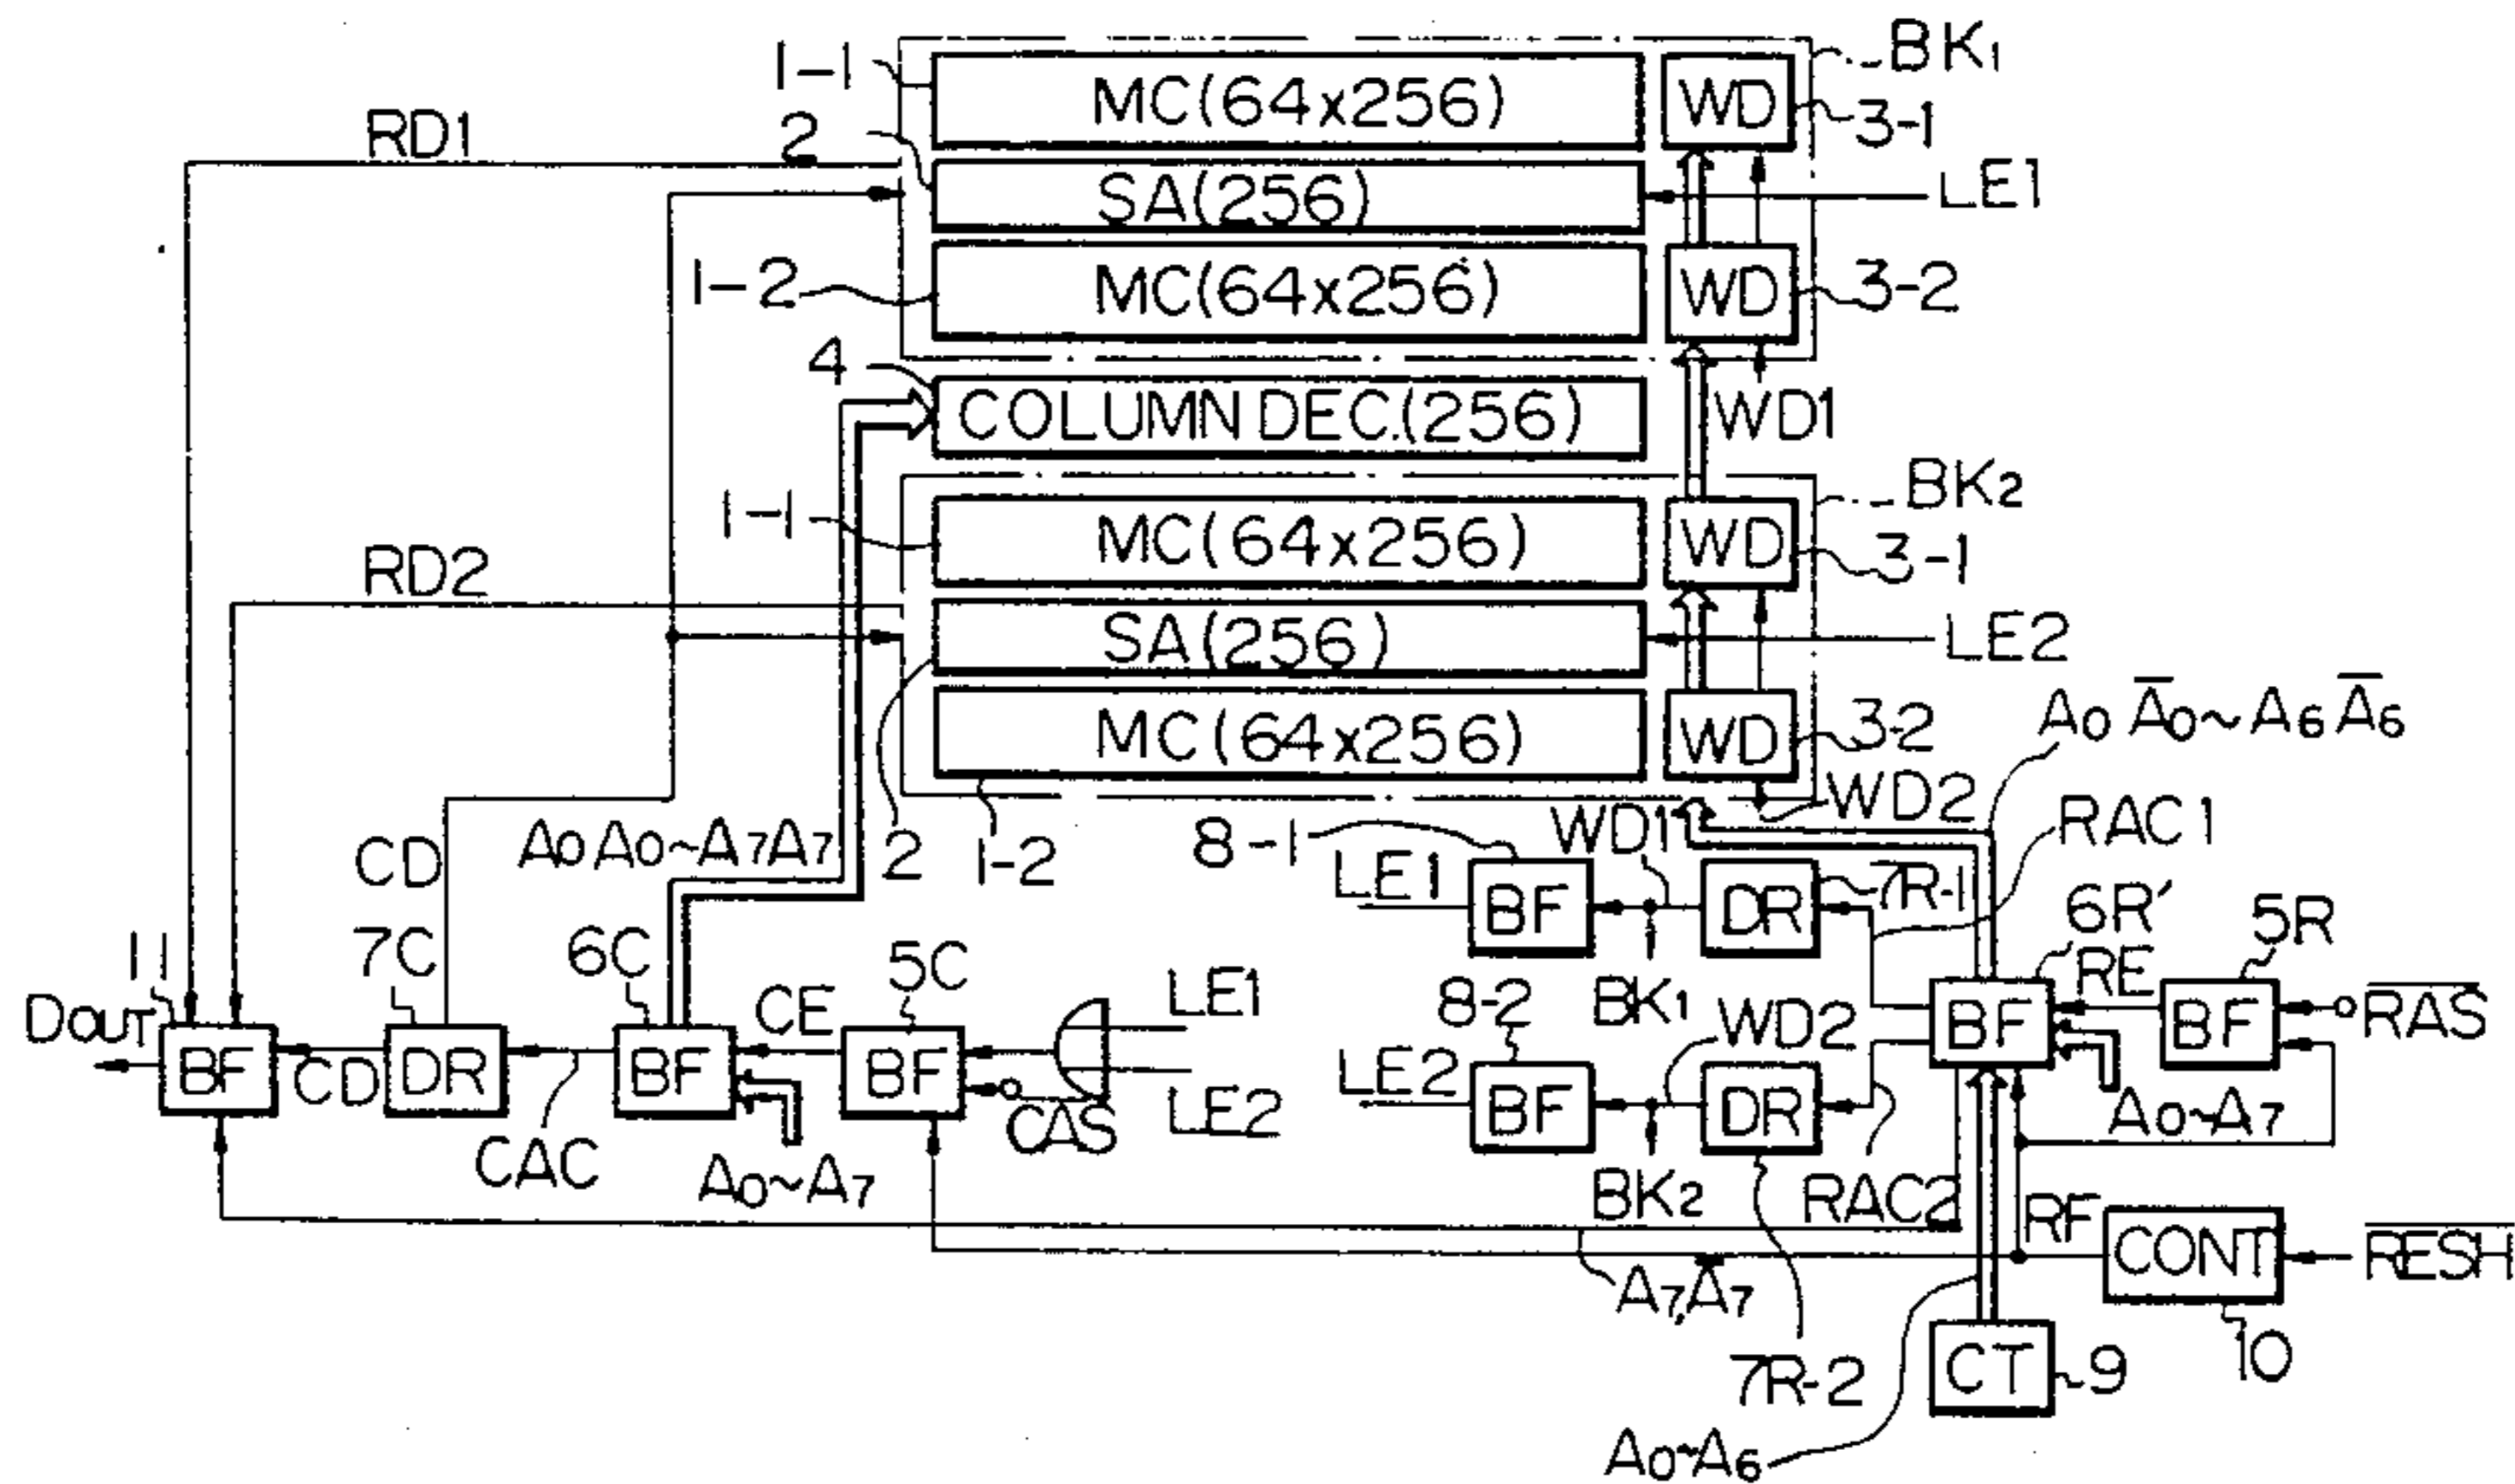 1-1 MC(64x256) WD BK1
RD1 2 3-1
SA(256) LE1
1-2 MC(64x256) WD 3-2
4 COLUMN DEC.(256) WD1
BK2
1-1 MC(64x256) WD 3-1
RD2
SA(256) LE2
MC(64x256) WD 3-2 A0 A̅0~A6 A̅6
WD2
CD A0 A0~A7 A7 2 1-2 8-1 WD1 RAC1
LE1 BF DR 7R-1 6R' 5R
11 7C 6C 5C LE1 8-2 BK1 WD2 RE
DOUT BF CD DR BF CE BF BF BF R̅A̅S̅
CAC A0~A7 CAS LE2 LE2 BF DR A0~A7
BK2 RAC2 RF CONT R̅E̅S̅H̅
A7,A̅7 10
7R-2 CT 9
A0~A6